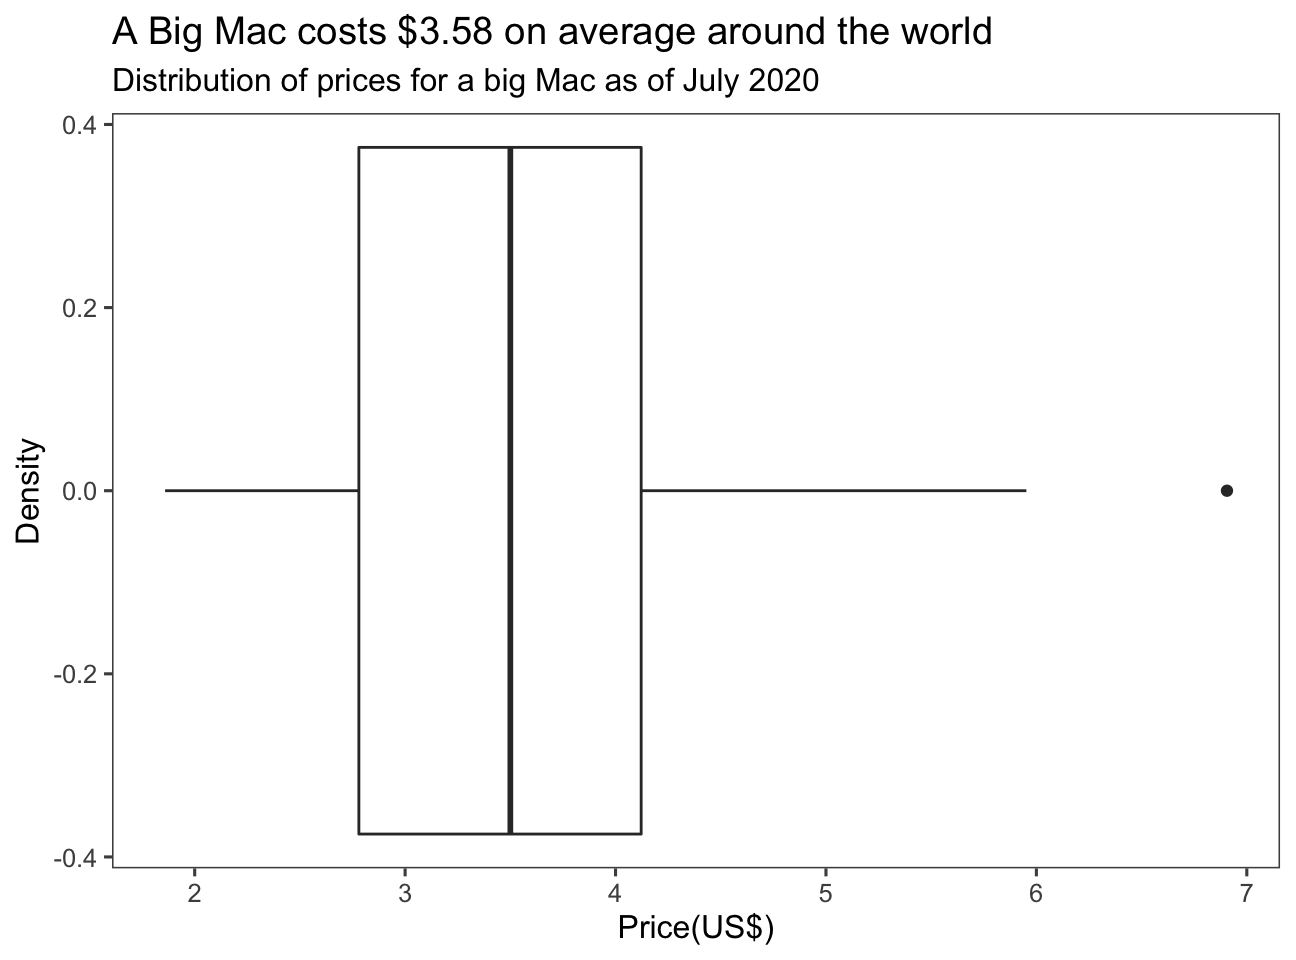 A Big Mac costs $3.58 on average around the world
Distribution of prices for a big Mac as of July 2020
0.4
0.2
0.0
-0.2
-0.4
Density
2 3 4 5 6 7
Price(US$)